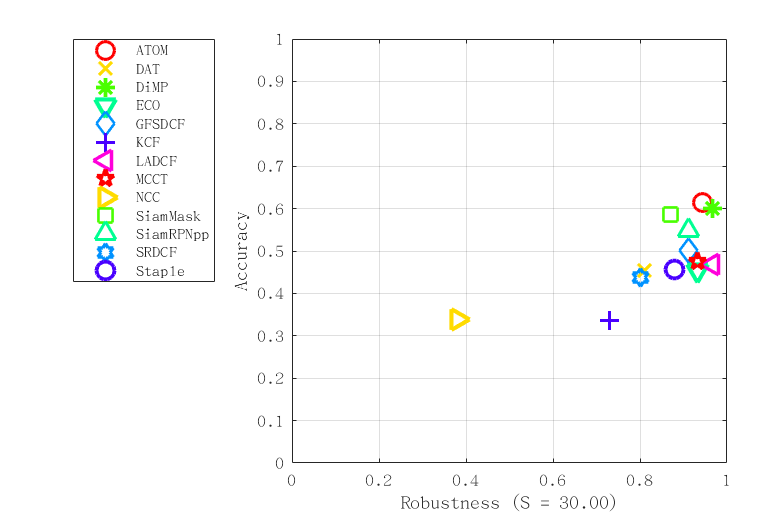 ATOM
DAT
DiMP
ECO
GFSDCF
KCF
LADCF
MCCT
NCC
SiamMask
SiamRPNpp
SRDCF
Staple
1
0.9
0.8
0.7
0.6
0.5
0.4
0.3
0.2
0.1
0
Accuracy
0 0.2 0.4 0.6 0.8 1
Robustness (S = 30.00)